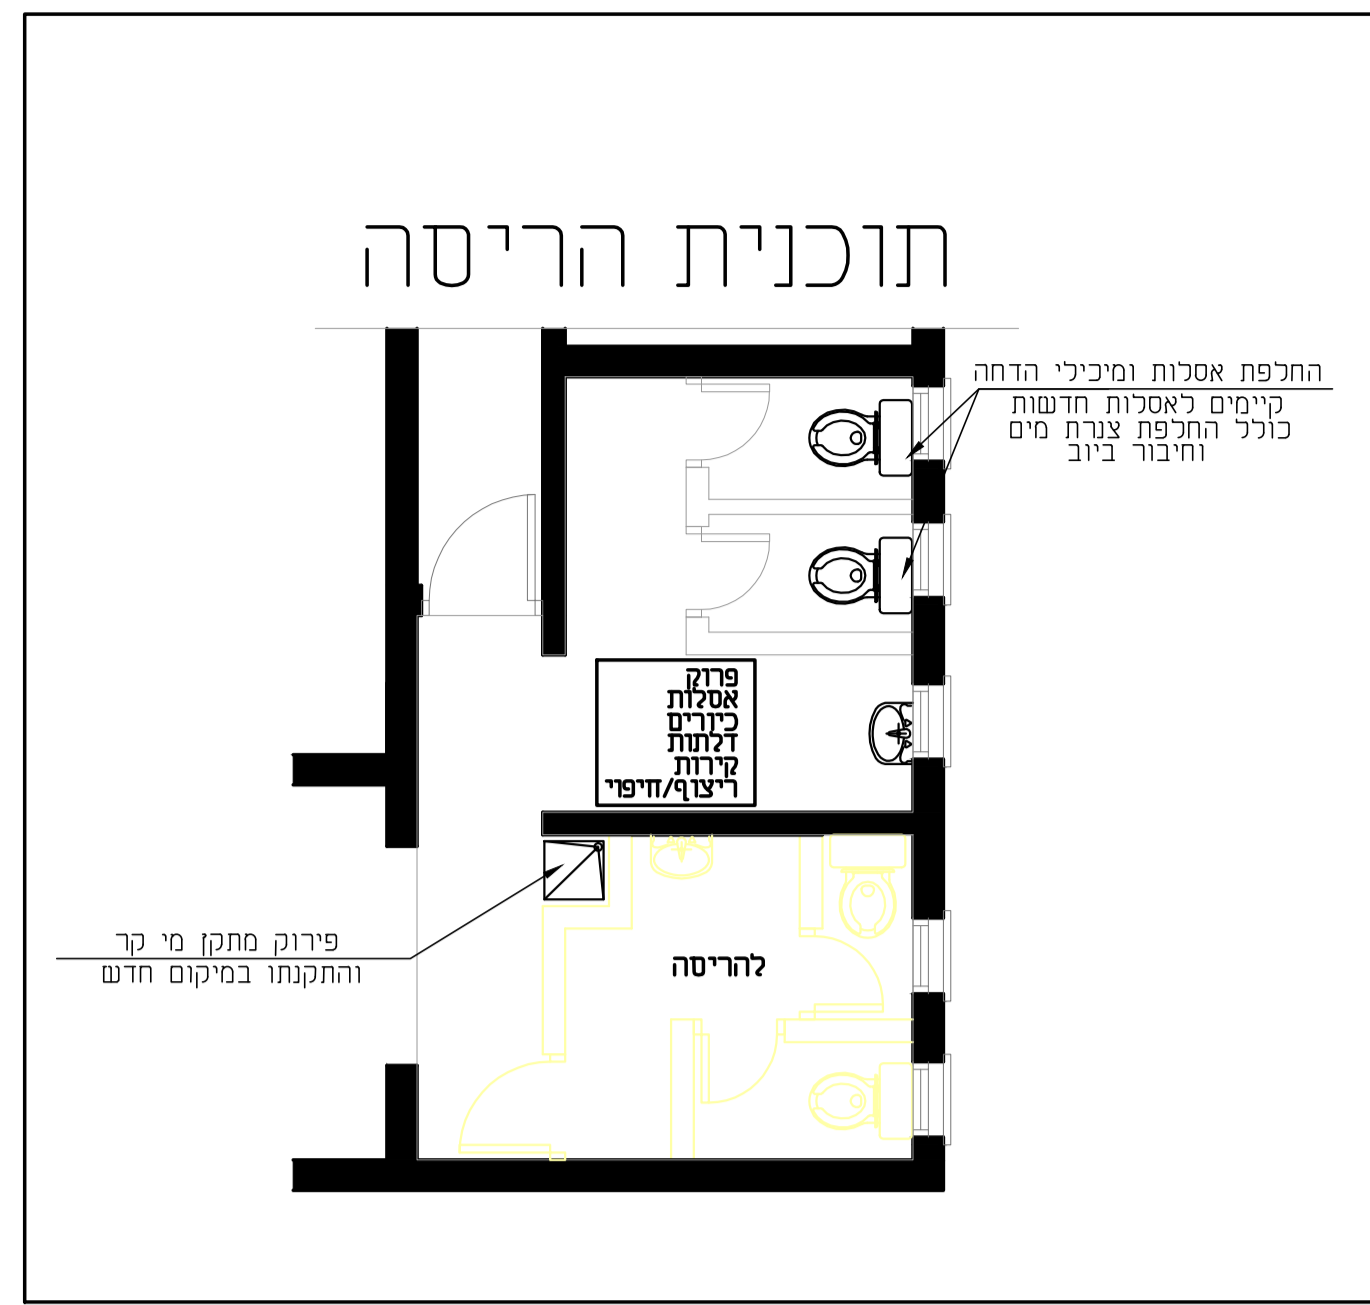 תוכנית הריסה
החלפת אסלות ומיכילי הדחה
קיימים לאסלות חדשות
כולל החלפת צנרת מים
וחיבור ביוב
פרוק
אסלות
כיורים
דלתות
קירות
ריצוף/חיפוי
פירוק מתקן מי קר
והתקנתו במיקום חדש
להריסה